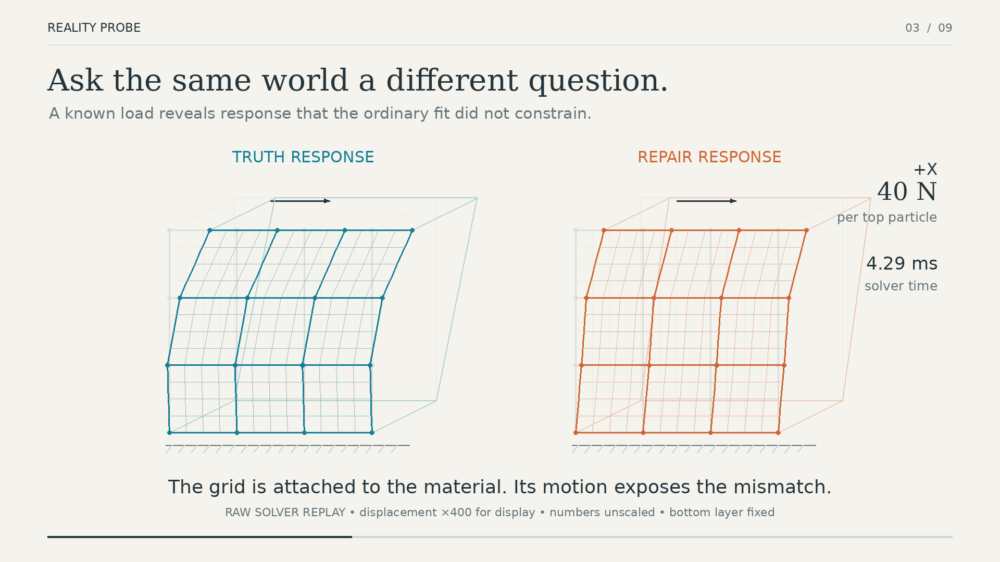 REALITY PROBE
03 / 09
Ask the same world a different question.
A known load reveals response that the ordinary fit did not constrain.
TRUTH RESPONSE
REPAIR RESPONSE
+X
40 N
per top particle
4.29 ms
solver time
The grid is attached to the material. Its motion exposes the mismatch.
RAW SOLVER REPLAY • displacement ×400 for display • numbers unscaled • bottom layer fixed